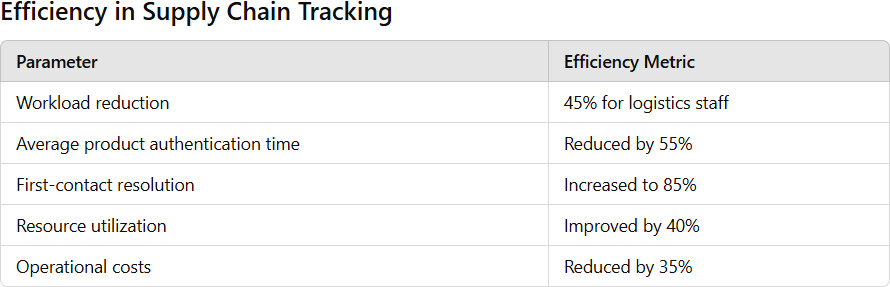 Efficiency in Supply Chain Tracking
Parameter Efficiency Metric
Workload reduction 45% for logistics staff
Average product authentication time Reduced by 55%
First-contact resolution Increased to 85%
Resource utilization Improved by 40%
Operational costs Reduced by 35%